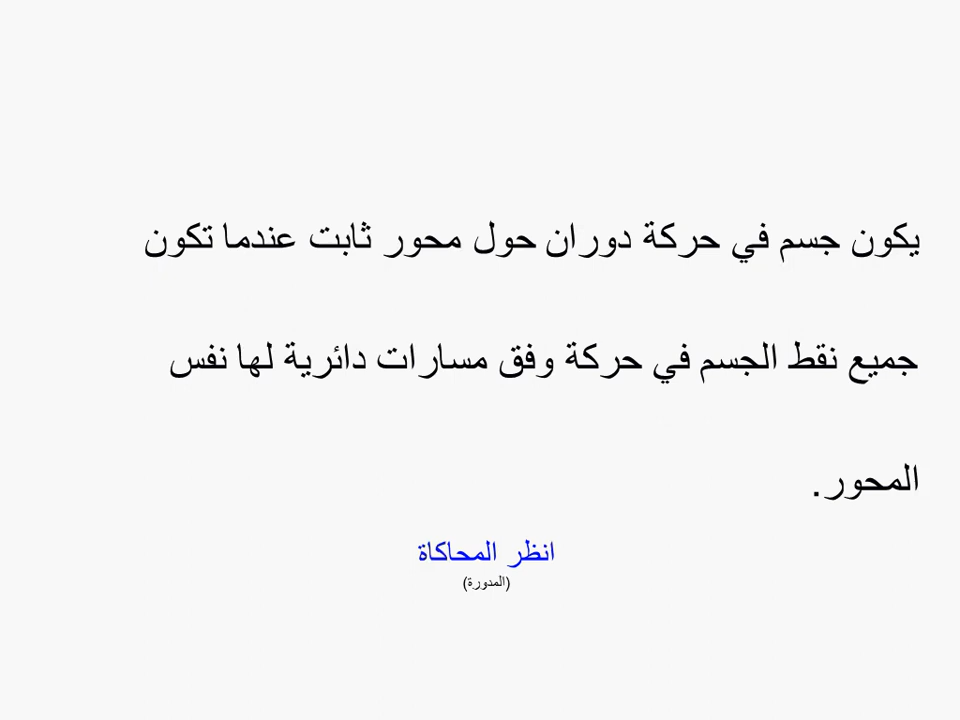 يكون جسم في حركة دوران حول محور ثابت عندما تكون
جميع نقط الجسم في حركة وفق مسارات دائرية لها نفس
المحور.
انظر المحاكاة
(المدورة)